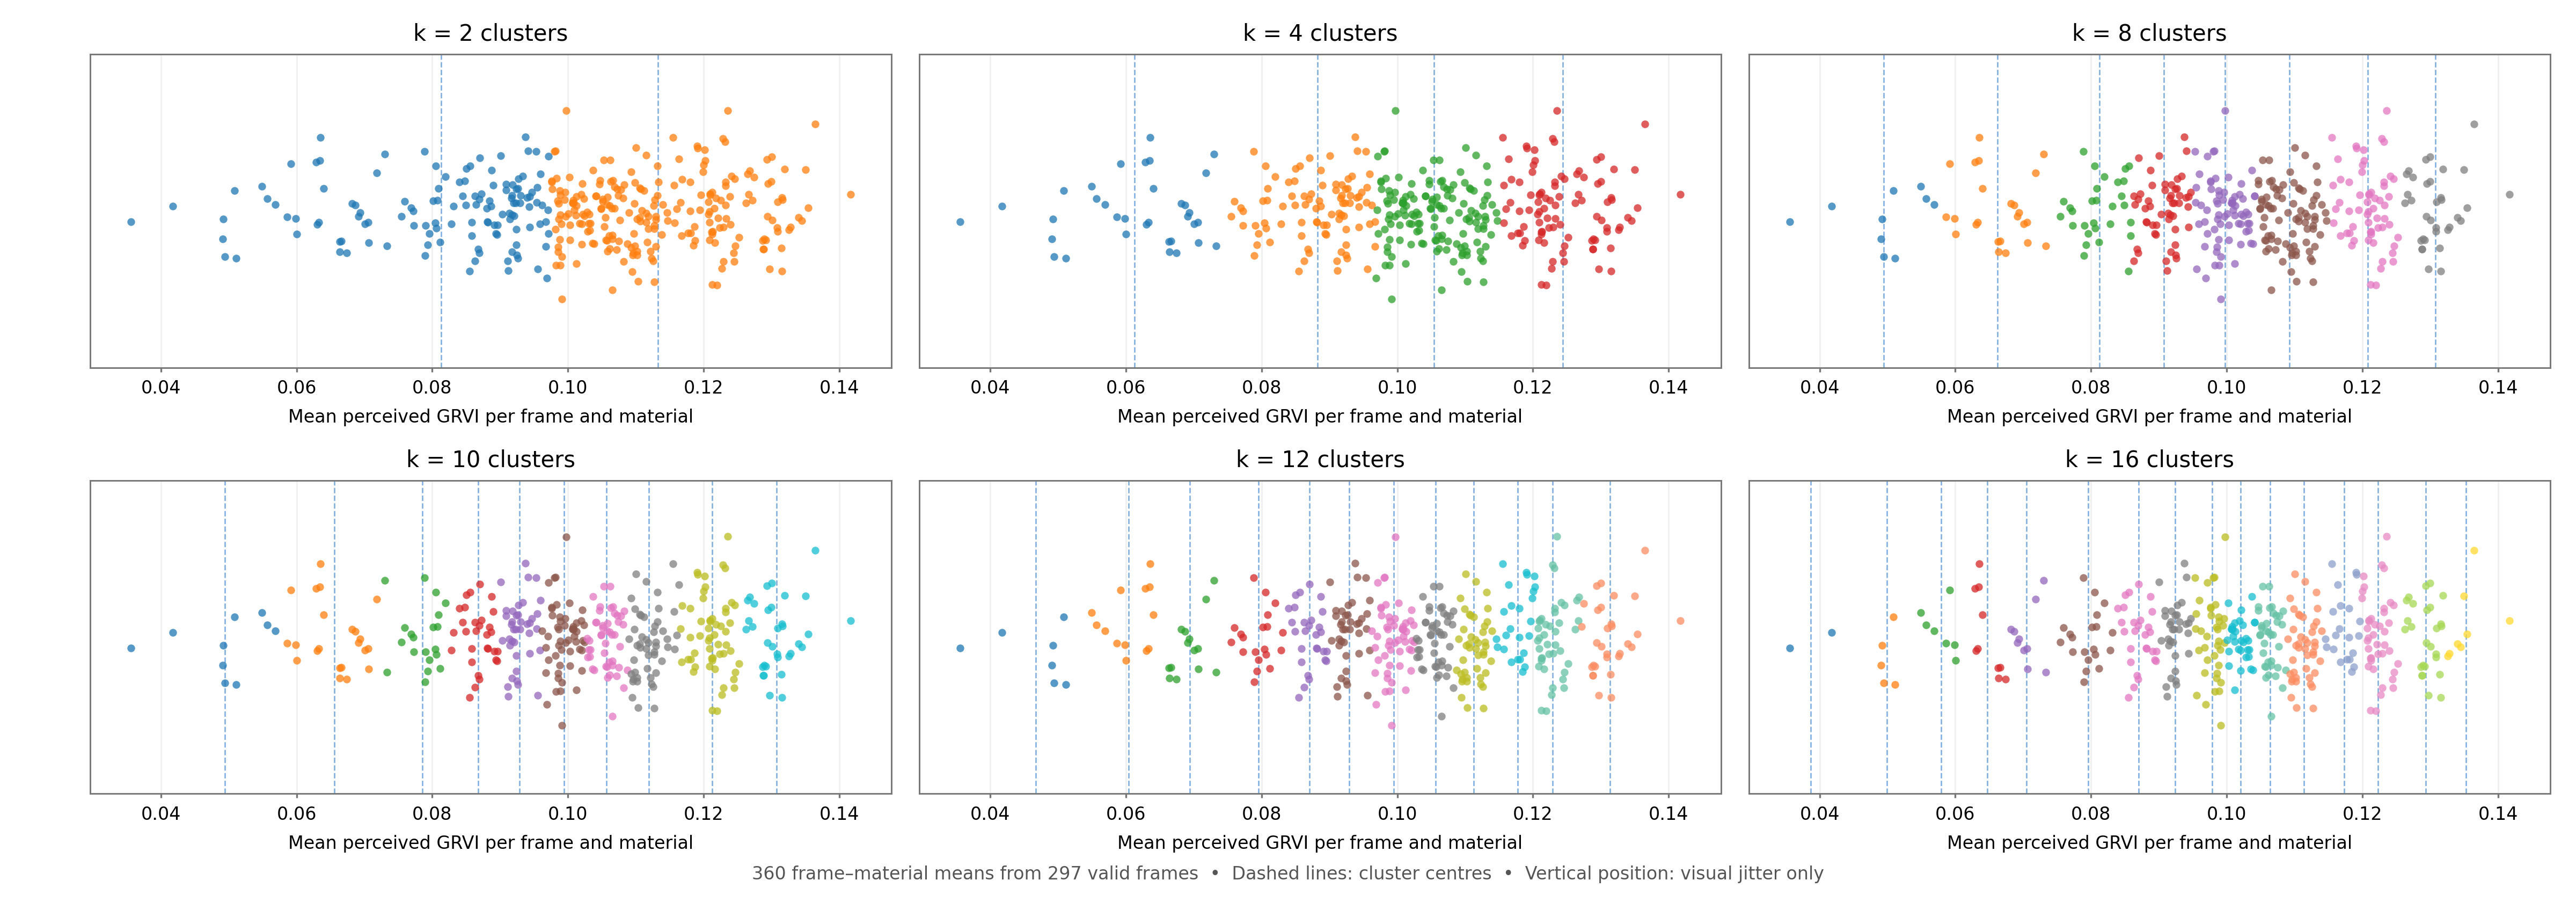 k = 2 clusters
k = 4 clusters
k = 8 clusters
0.04 0.06 0.08 0.10 0.12 0.14
0.04 0.06 0.08 0.10 0.12 0.14
0.04 0.06 0.08 0.10 0.12 0.14
Mean perceived GRVI per frame and material
Mean perceived GRVI per frame and material
Mean perceived GRVI per frame and material
k = 10 clusters
k = 12 clusters
k = 16 clusters
0.04 0.06 0.08 0.10 0.12 0.14
0.04 0.06 0.08 0.10 0.12 0.14
0.04 0.06 0.08 0.10 0.12 0.14
Mean perceived GRVI per frame and material
Mean perceived GRVI per frame and material
Mean perceived GRVI per frame and material
360 frame–material means from 297 valid frames • Dashed lines: cluster centres • Vertical position: visual jitter only